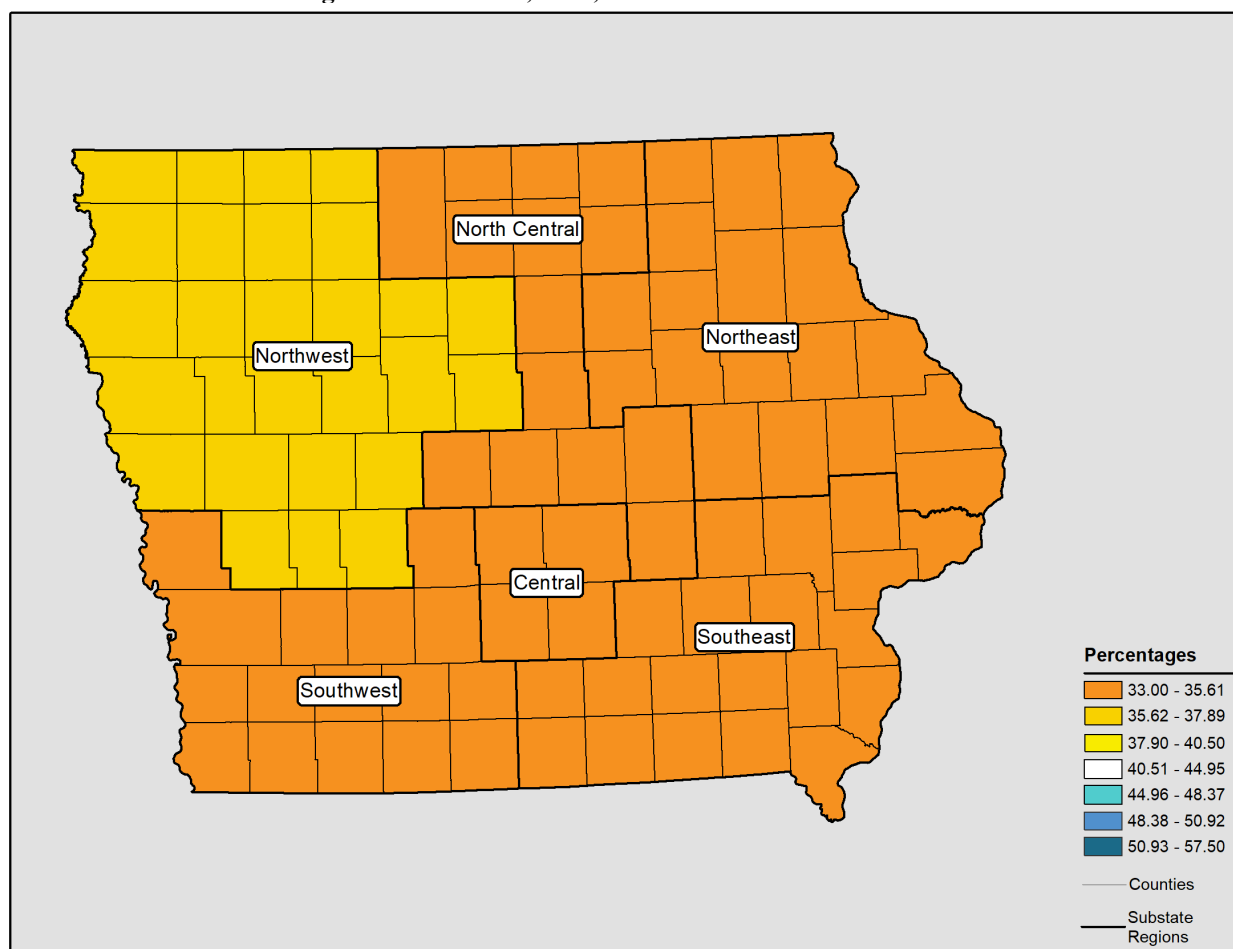 North Central
Northeast
Northwest
Central
Southeast
Southwest
Percentages
33.00 - 35.61
35.62 - 37.89
37.90 - 40.50
40.51 - 44.95
44.96 - 48.37
48.38 - 50.92
50.93 - 57.50
Counties
Substate
Regions